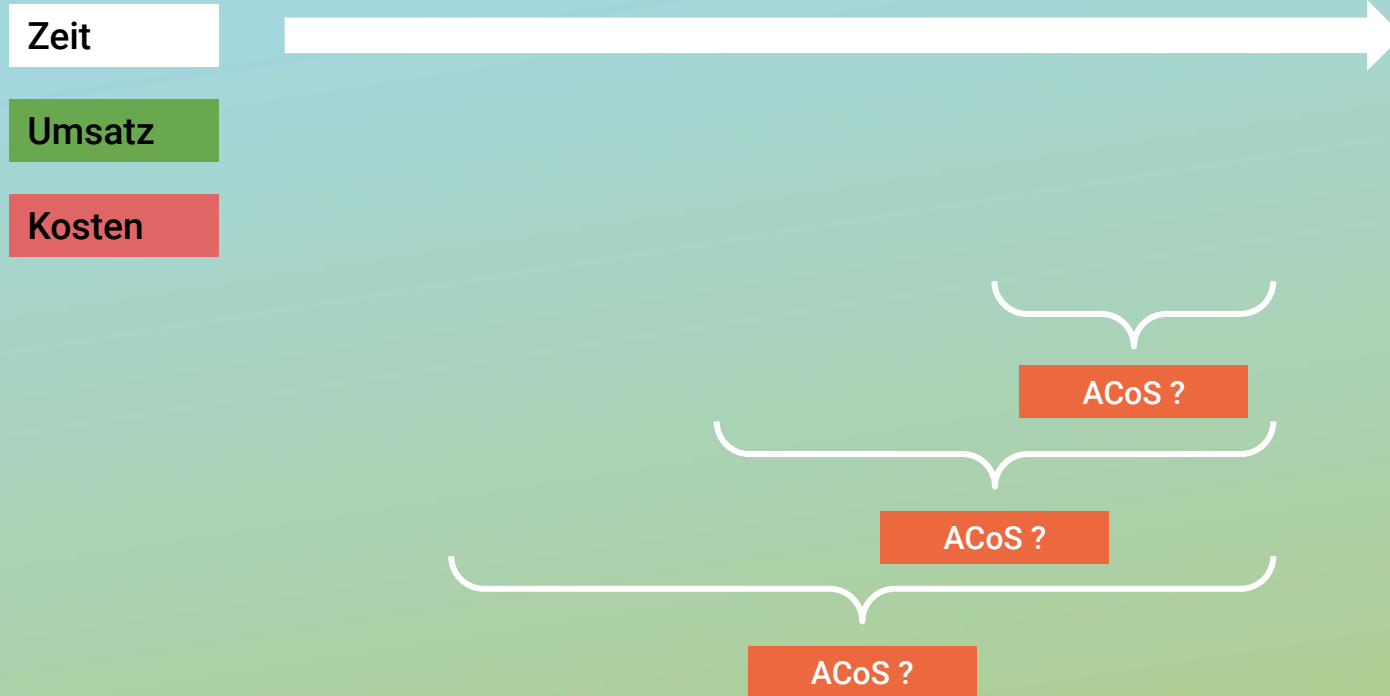 Zeit
Umsatz
Kosten
ACoS ?
ACoS ?
ACoS ?